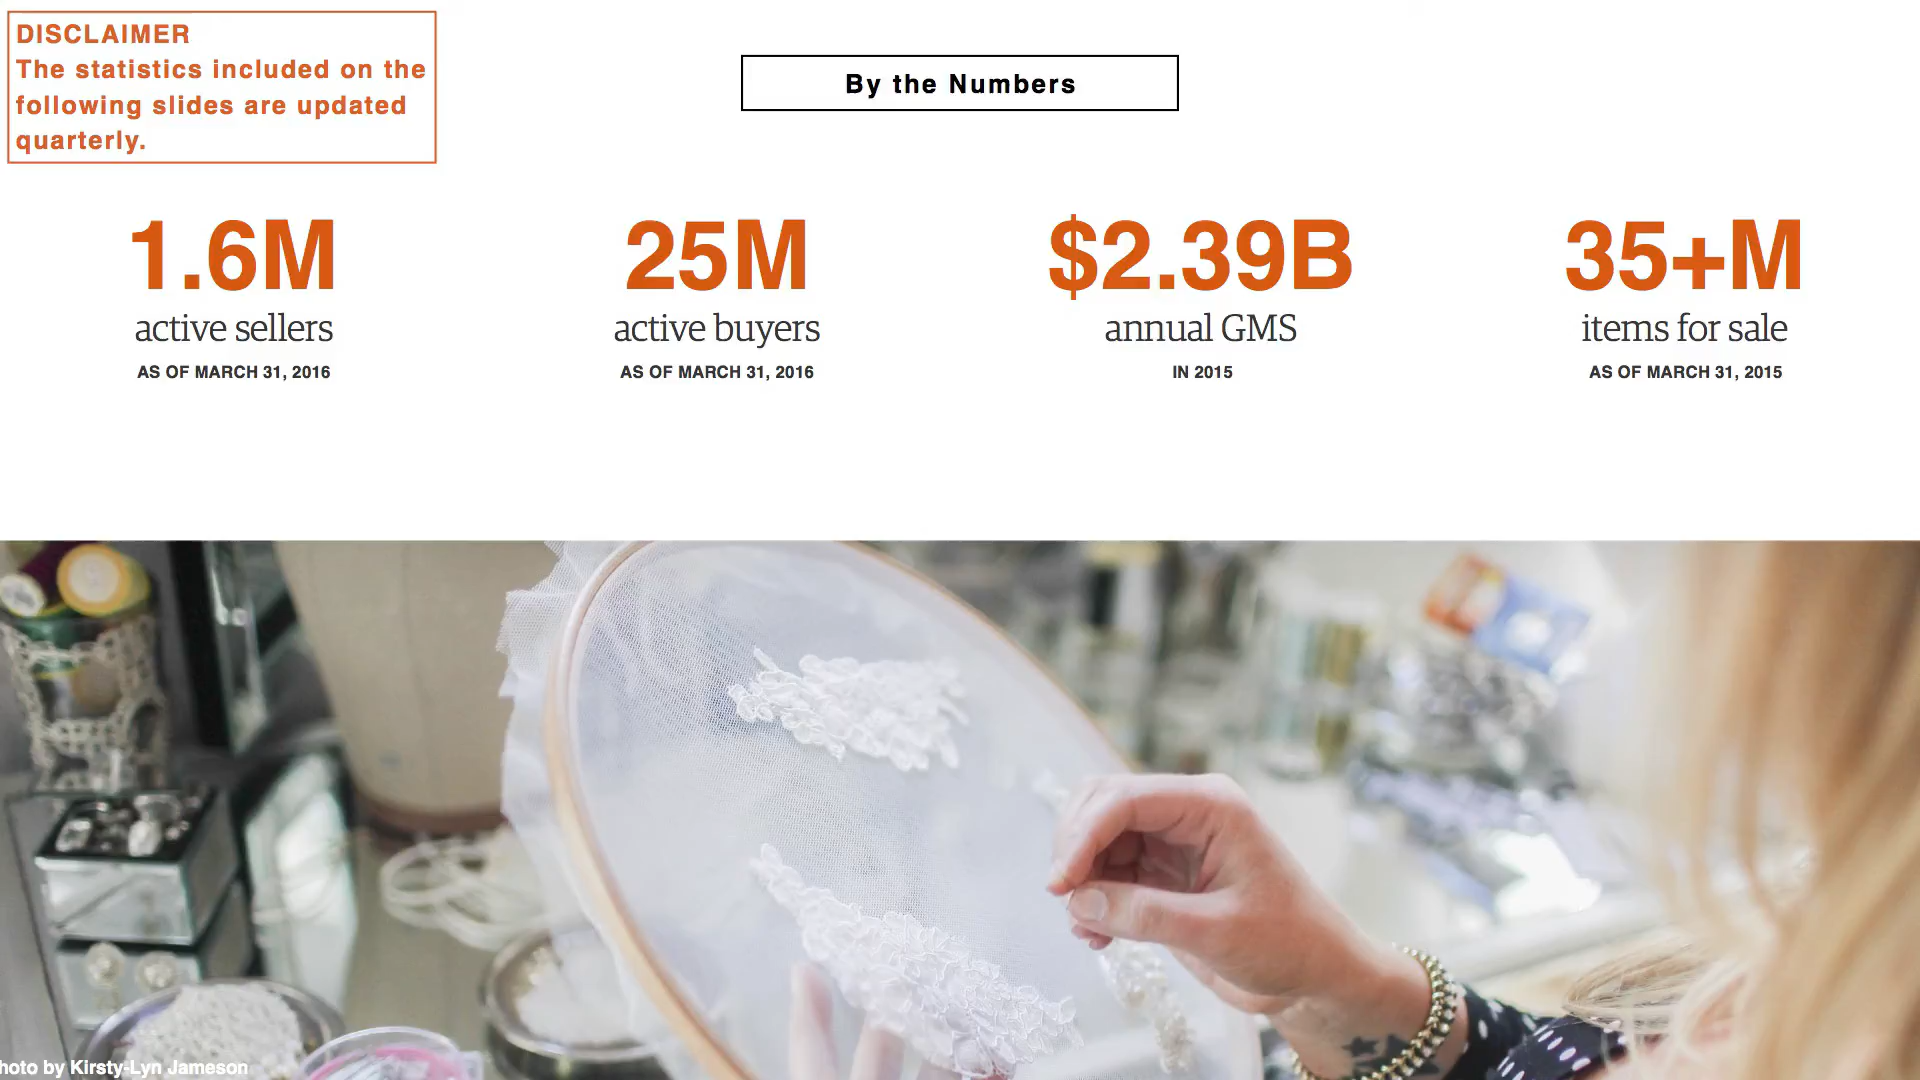 DISCLAIMER
The statistics included on the
following slides are updated
quarterly.
By the Numbers
1.6M
active sellers
AS OF MARCH 31, 2016
25M
active buyers
AS OF MARCH 31, 2016
$2.39B
annual GMS
IN 2015
35+M
items for sale
AS OF MARCH 31, 2015
hoto by Kirsty-Lyn Jameson